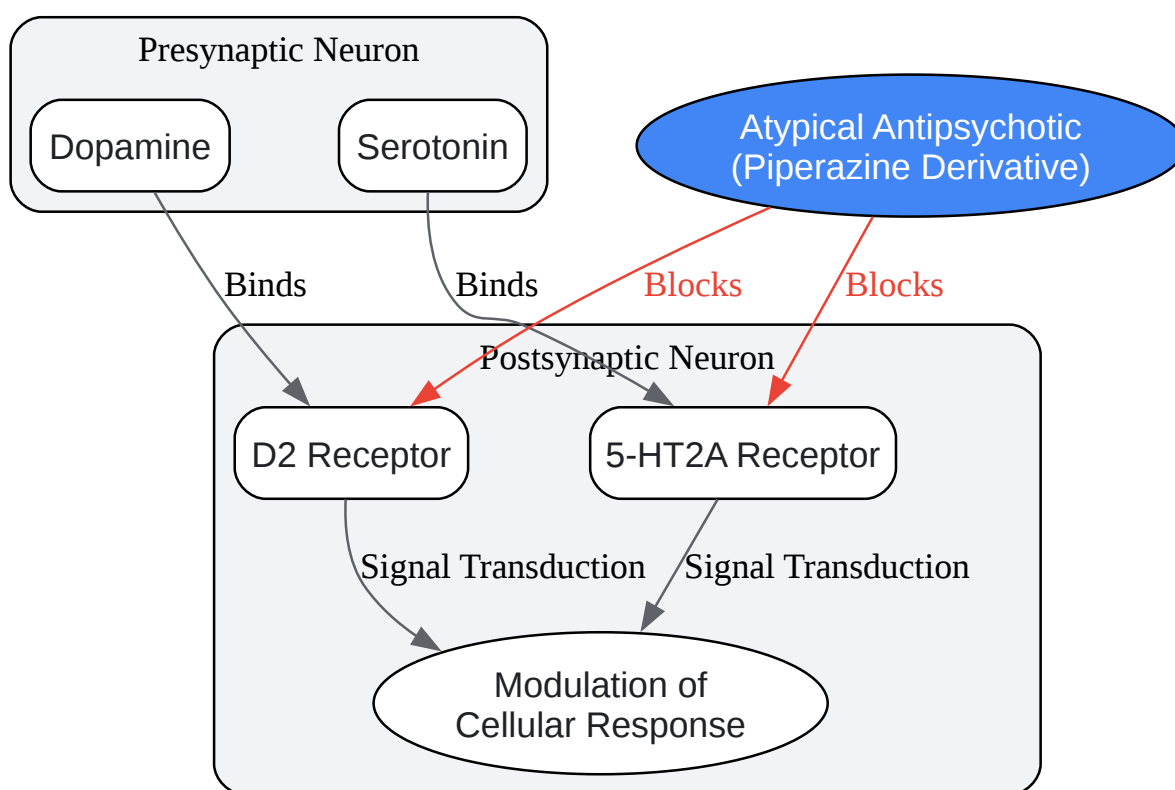 Presynaptic Neuron
Dopamine
Serotonin
Atypical Antipsychotic
(Piperazine Derivative)
Binds
Binds
Blocks
Blocks
Postsynaptic Neuron
D2 Receptor
5-HT2A Receptor
Signal Transduction
Signal Transduction
Modulation of
Cellular Response